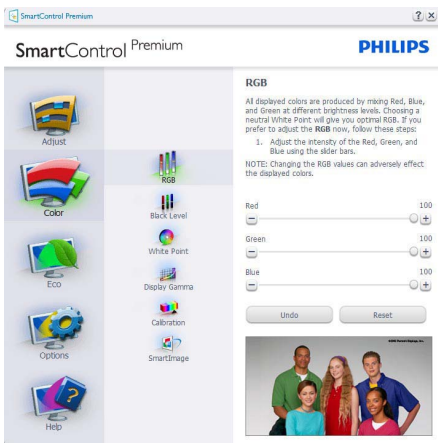 SmartControl Premium
SmartControl Premium
PHILIPS
Adjust
Color
Eco
Options
Help
RGB
Black Level
White Point
Display Gamma
Calibration
SmartImage
RGB
All displayed colors are produced by mixing Red, Blue,
and Green at different brightness levels. Choosing a
neutral White Point will give you optimal RGB. If you
prefer to adjust the RGB now, follow these steps:
1. Adjust the intensity of the Red, Green, and
Blue using the slider bars.
NOTE: Changing the RGB values can adversely effect
the displayed colors.
Red 100
Green 100
Blue 100
Undo Reset